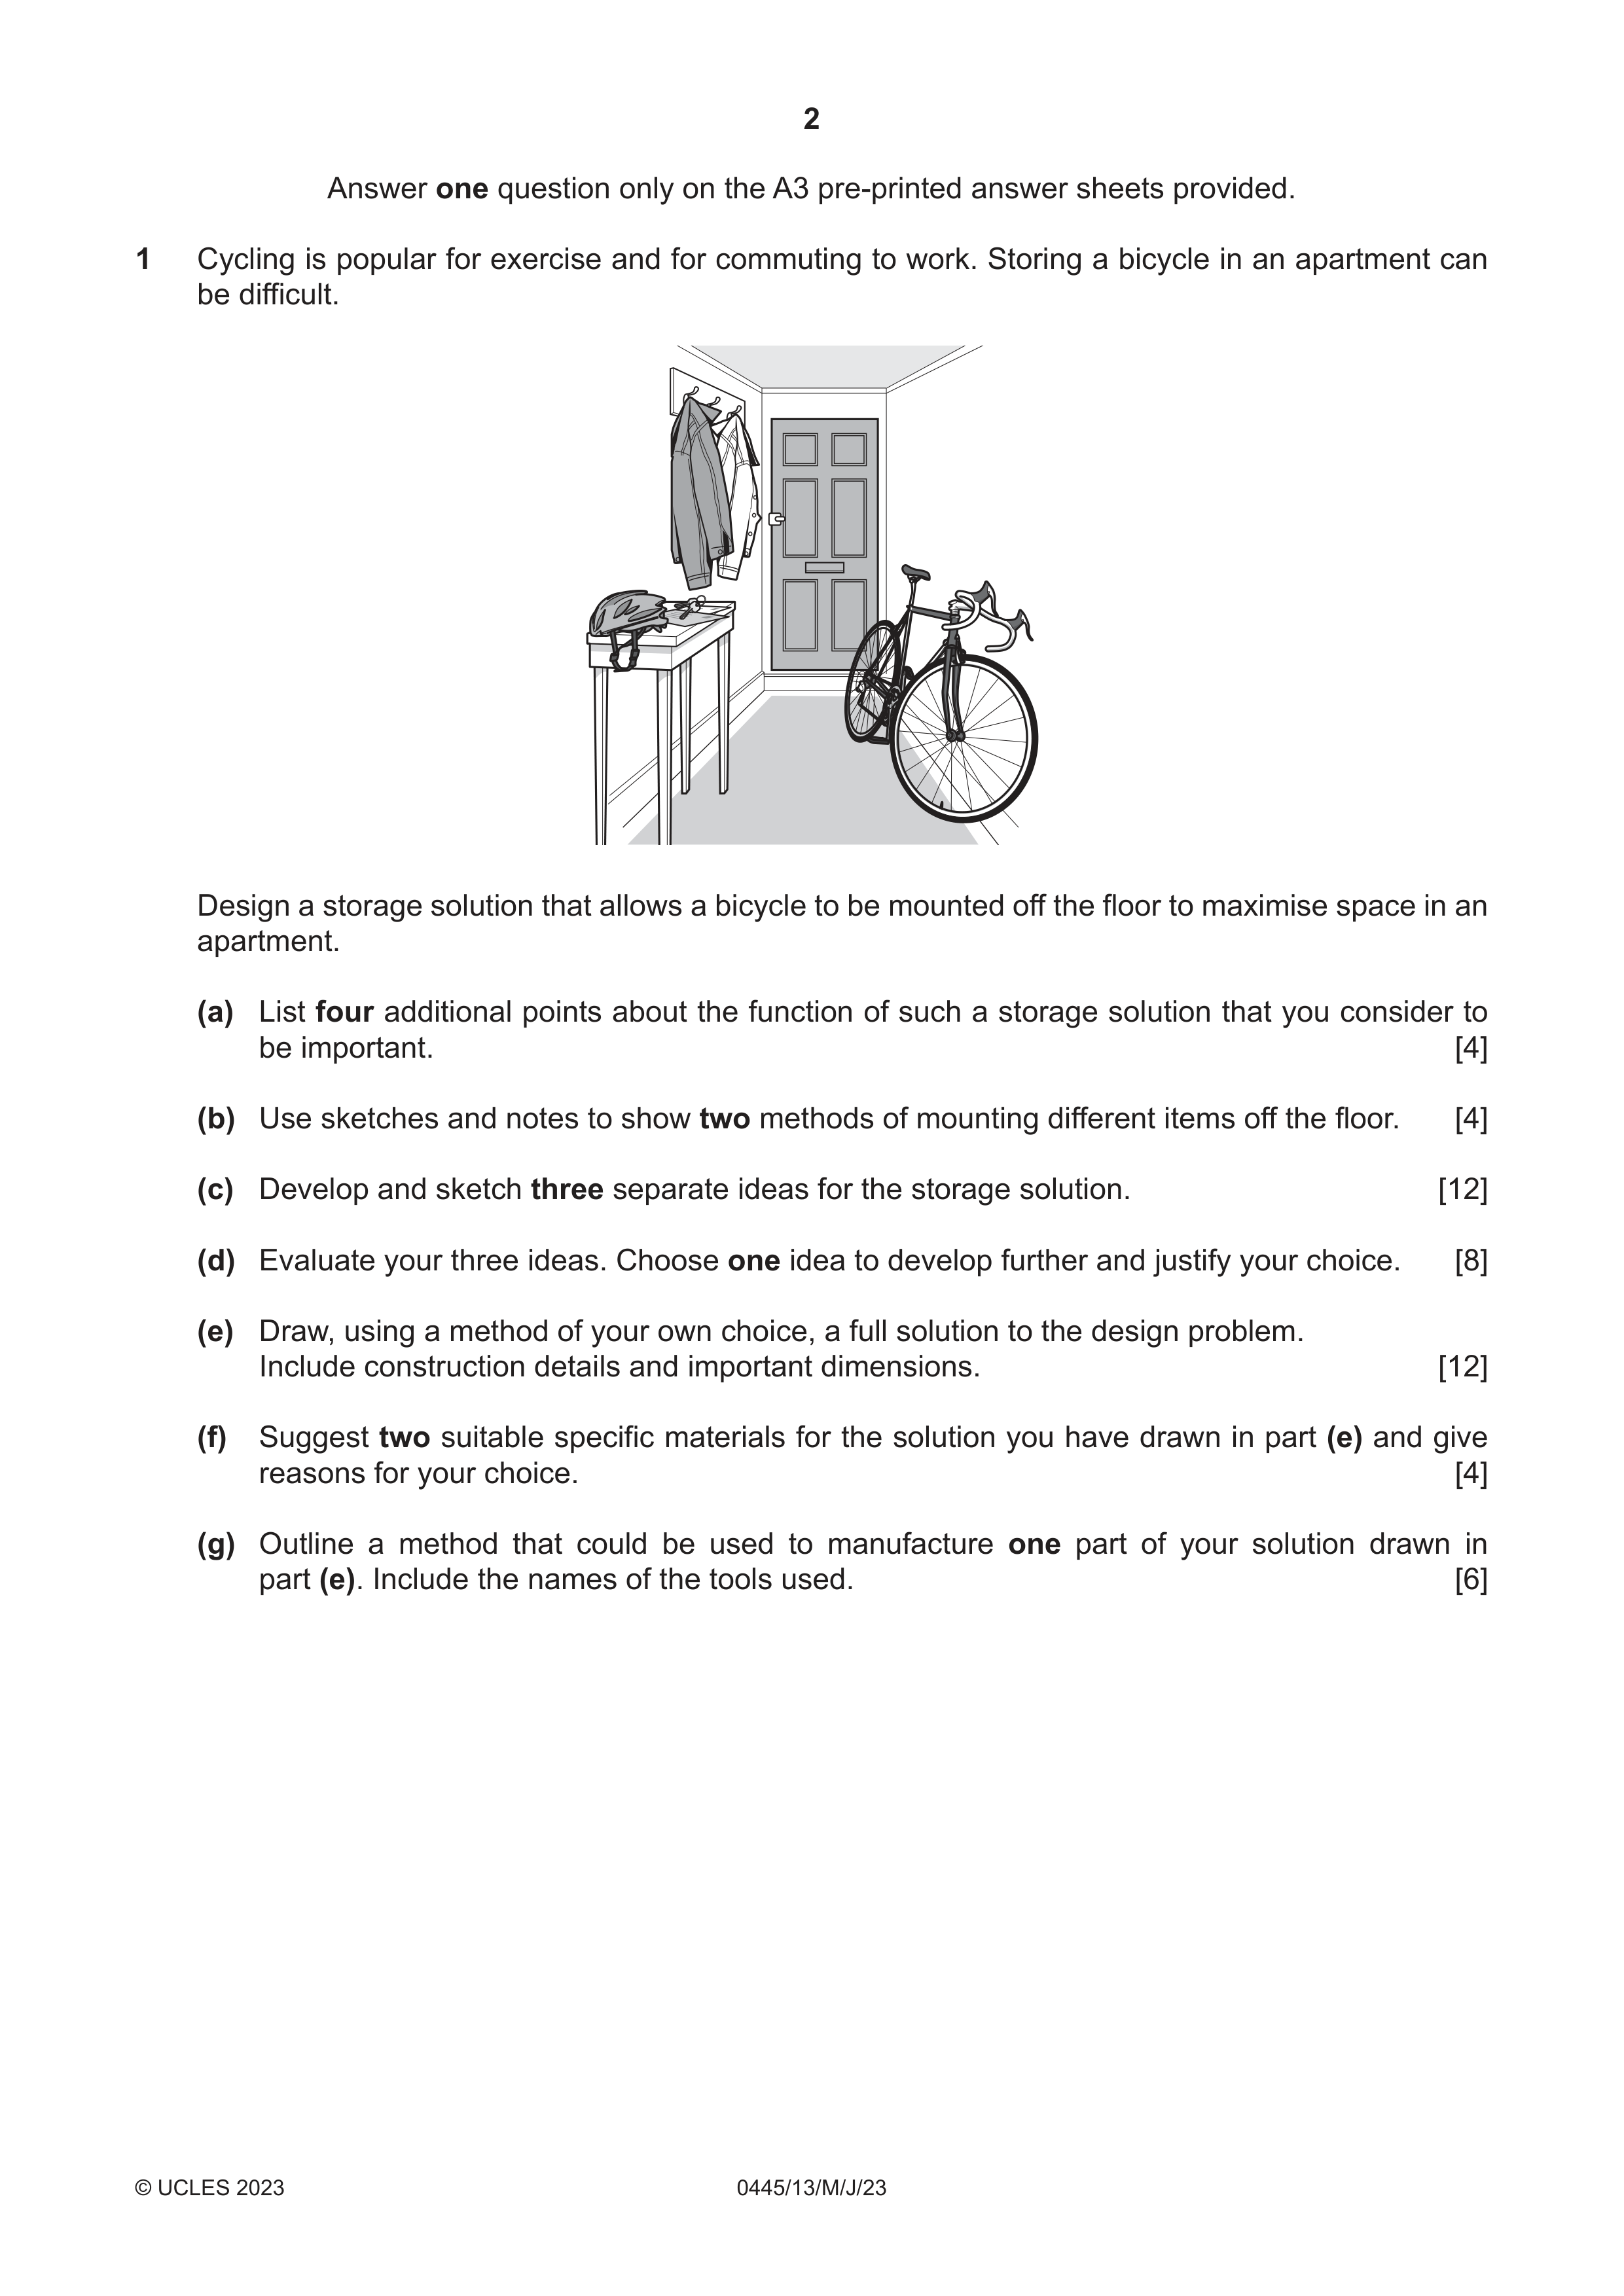 2
Answer one question only on the A3 pre-printed answer sheets provided.
1 Cycling is popular for exercise and for commuting to work. Storing a bicycle in an apartment can
be difficult.
Design a storage solution that allows a bicycle to be mounted off the floor to maximise space in an
apartment.
(a) List four additional points about the function of such a storage solution that you consider to
be important. [4]
(b) Use sketches and notes to show two methods of mounting different items off the floor. [4]
(c) Develop and sketch three separate ideas for the storage solution. [12]
(d) Evaluate your three ideas. Choose one idea to develop further and justify your choice. [8]
(e) Draw, using a method of your own choice, a full solution to the design problem.
Include construction details and important dimensions. [12]
(f) Suggest two suitable specific materials for the solution you have drawn in part (e) and give
reasons for your choice. [4]
(g) Outline a method that could be used to manufacture one part of your solution drawn in
part (e). Include the names of the tools used. [6]
© UCLES 2023 0445/13/M/J/23